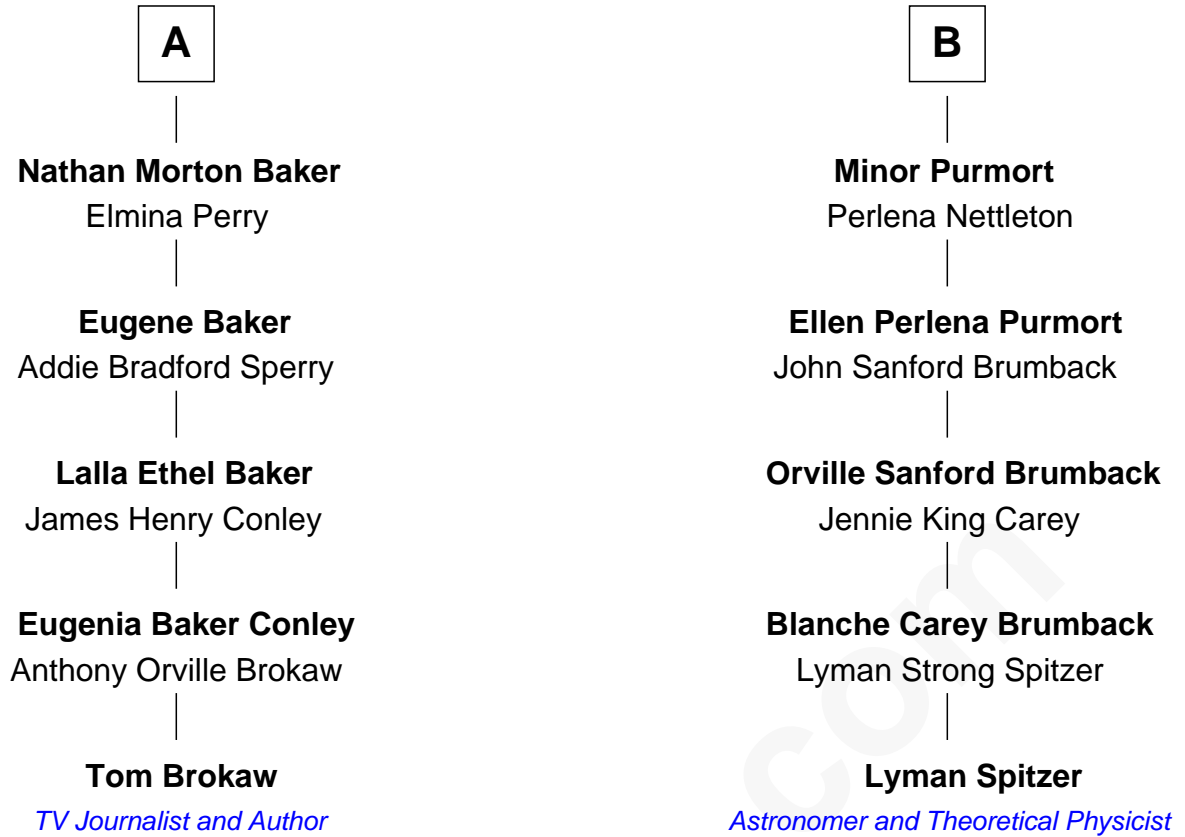 A
Nathan Morton Baker
Elmina Perry
Eugene Baker
Addie Bradford Sperry
Lalla Ethel Baker
James Henry Conley
Eugenia Baker Conley
Anthony Orville Brokaw
Tom Brokaw
TV Journalist and Author
B
Minor Purmort
Perlena Nettleton
Ellen Perlena Purmort
John Sanford Brumback
Orville Sanford Brumback
Jennie King Carey
Blanche Carey Brumback
Lyman Strong Spitzer
Lyman Spitzer
Astronomer and Theoretical Physicist
com